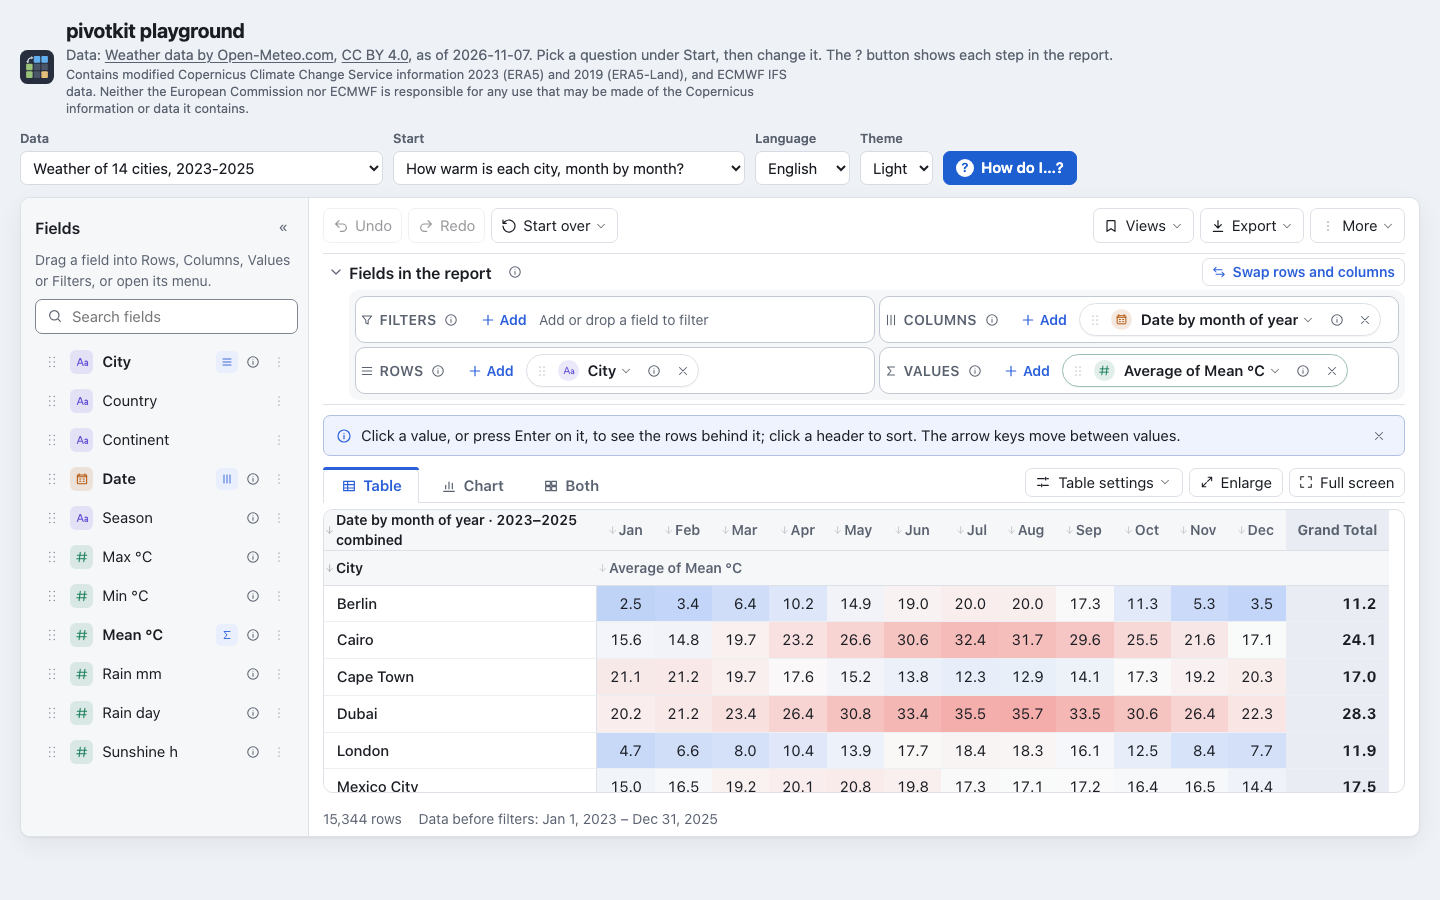 pivotkit playground
Data: Weather data by Open-Meteo.com, CC BY 4.0, as of 2026-11-07. Pick a question under Start, then change it. The ? button shows each step in the report.
Contains modified Copernicus Climate Change Service information 2023 (ERA5) and 2019 (ERA5-Land), and ECMWF IFS
data. Neither the European Commission nor ECMWF is responsible for any use that may be made of the Copernicus
information or data it contains.
Data Start Language Theme
Weather of 14 cities, 2023-2025 How warm is each city, month by month? English Light ? How do I...?
Fields «
Drag a field into Rows, Columns, Values
or Filters, or open its menu.
Search fields
Aa City
Aa Country
Aa Continent
Date
Aa Season
# Max °C
# Min °C
# Mean °C Σ
# Rain mm
# Rain day
# Sunshine h
Undo Redo Start over Views Export More
Fields in the report Swap rows and columns
FILTERS + Add Add or drop a field to filter
COLUMNS + Add Date by month of year
ROWS + Add Aa City
Σ VALUES + Add # Average of Mean °C
Click a value, or press Enter on it, to see the rows behind it; click a header to sort. The arrow keys move between values.
Table Chart Both Table settings Enlarge Full screen
Date by month of year · 2023–2025
combined
↓ Jan ↓ Feb ↓ Mar ↓ Apr ↓ May ↓ Jun ↓ Jul ↓ Aug ↓ Sep ↓ Oct ↓ Nov ↓ Dec Grand Total
↓ City ↓ Average of Mean °C
Berlin 2.5 3.4 6.4 10.2 14.9 19.0 20.0 20.0 17.3 11.3 5.3 3.5 11.2
Cairo 15.6 14.8 19.7 23.2 26.6 30.6 32.4 31.7 29.6 25.5 21.6 17.1 24.1
Cape Town 21.1 21.2 19.7 17.6 15.2 13.8 12.3 12.9 14.1 17.3 19.2 20.3 17.0
Dubai 20.2 21.2 23.4 26.4 30.8 33.4 35.5 35.7 33.5 30.6 26.4 22.3 28.3
London 4.7 6.6 8.0 10.4 13.9 17.7 18.4 18.3 16.1 12.5 8.4 7.7 11.9
Mexico City 15.0 16.5 19.2 20.1 20.8 19.8 17.3 17.1 17.2 16.4 16.5 14.4 17.5
15,344 rows Data before filters: Jan 1, 2023 – Dec 31, 2025